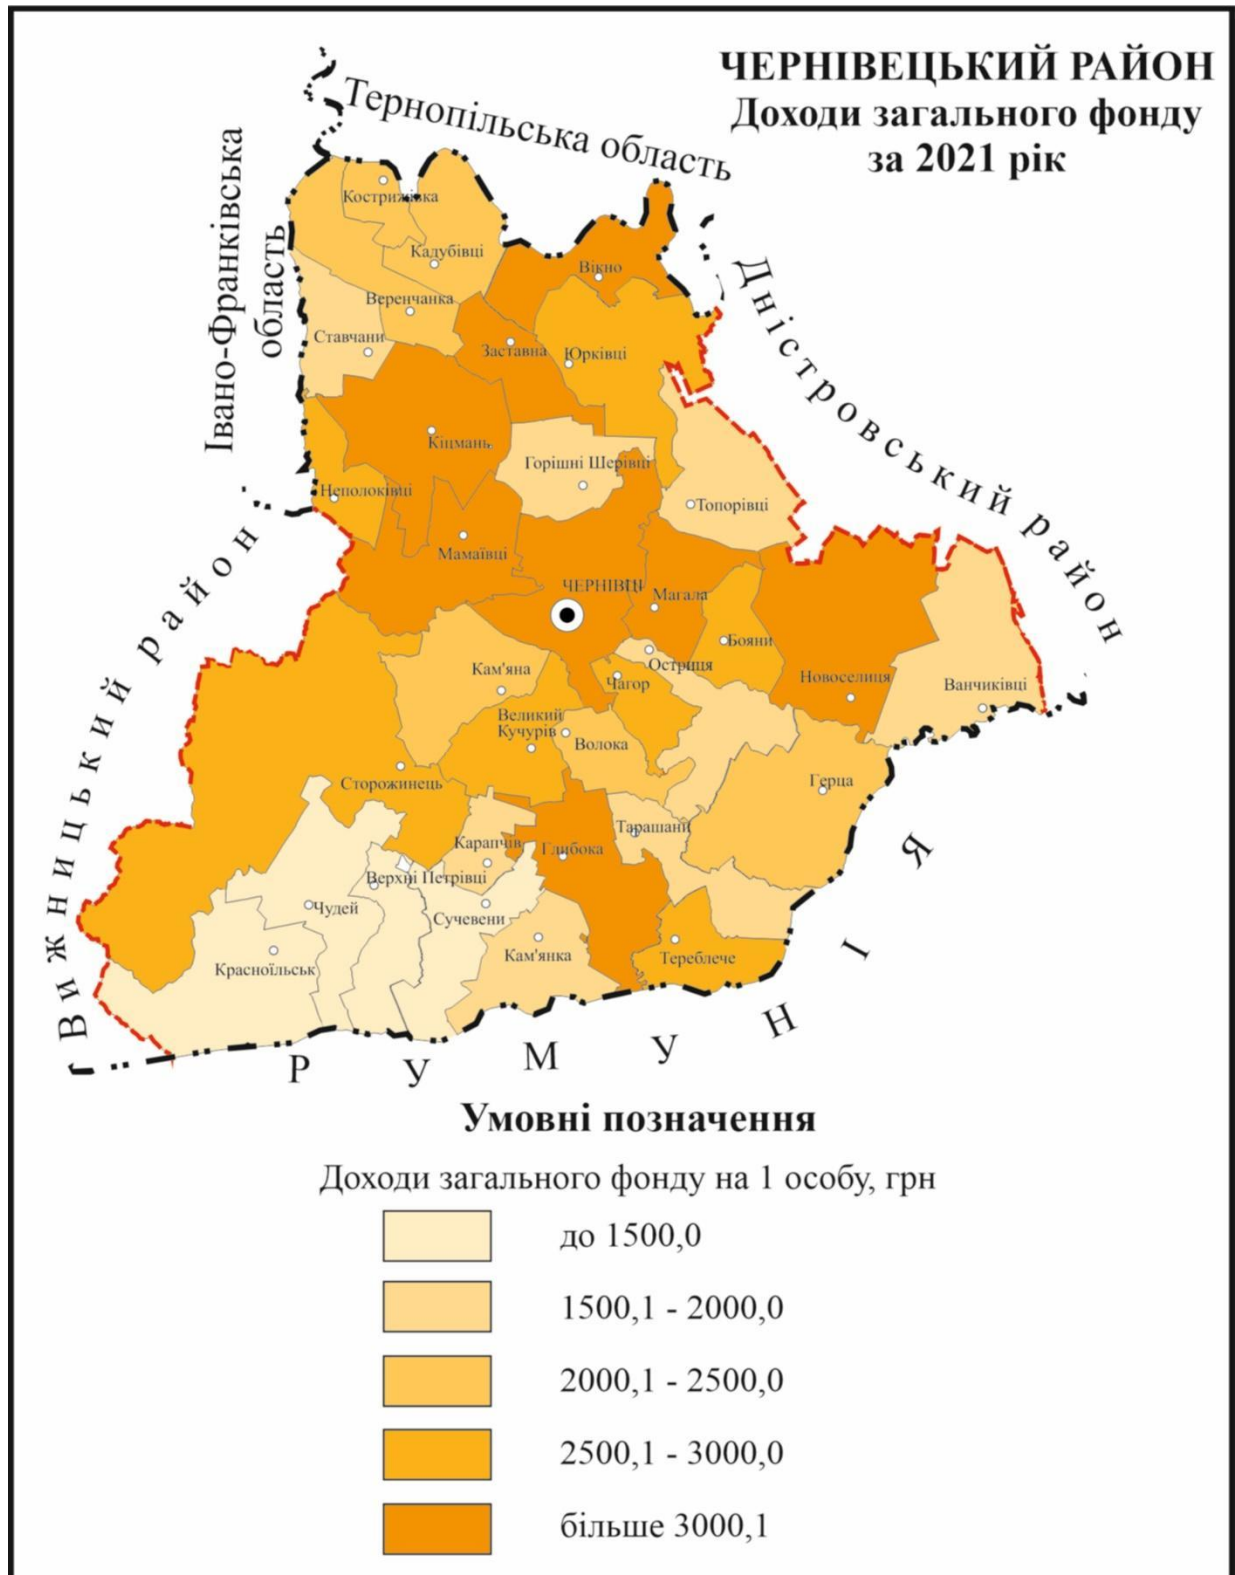 ЧЕРНІВЕЦЬКИЙ РАЙОН
Доходи загального фонду
за 2021 рік
Тернопільська область
Івано-Франківська
область
Дністровський район
Вижницький район
РУМУНІЯ
Кострижівка
Кадубівці
Вікно
Веренчанка
Ставчани
Заставна
Юрківці
Кіцмань
Горішні Шерівці
Неполоківці
Топорівці
Мамаївці
ЧЕРНІВЦІ
Магала
Бояни
Остриця
Кам'яна
Чагор
Новоселиця
Ванчиківці
Великий
Кучурів
Волока
Сторожинець
Герца
Тарашани
Карапчів
Глибока
Верхні Петрівці
Чудей
Сучевени
Красноїльськ
Кам'янка
Тереблече
Умовні позначення
Доходи загального фонду на 1 особу, грн
до 1500,0
1500,1 - 2000,0
2000,1 - 2500,0
2500,1 - 3000,0
більше 3000,1